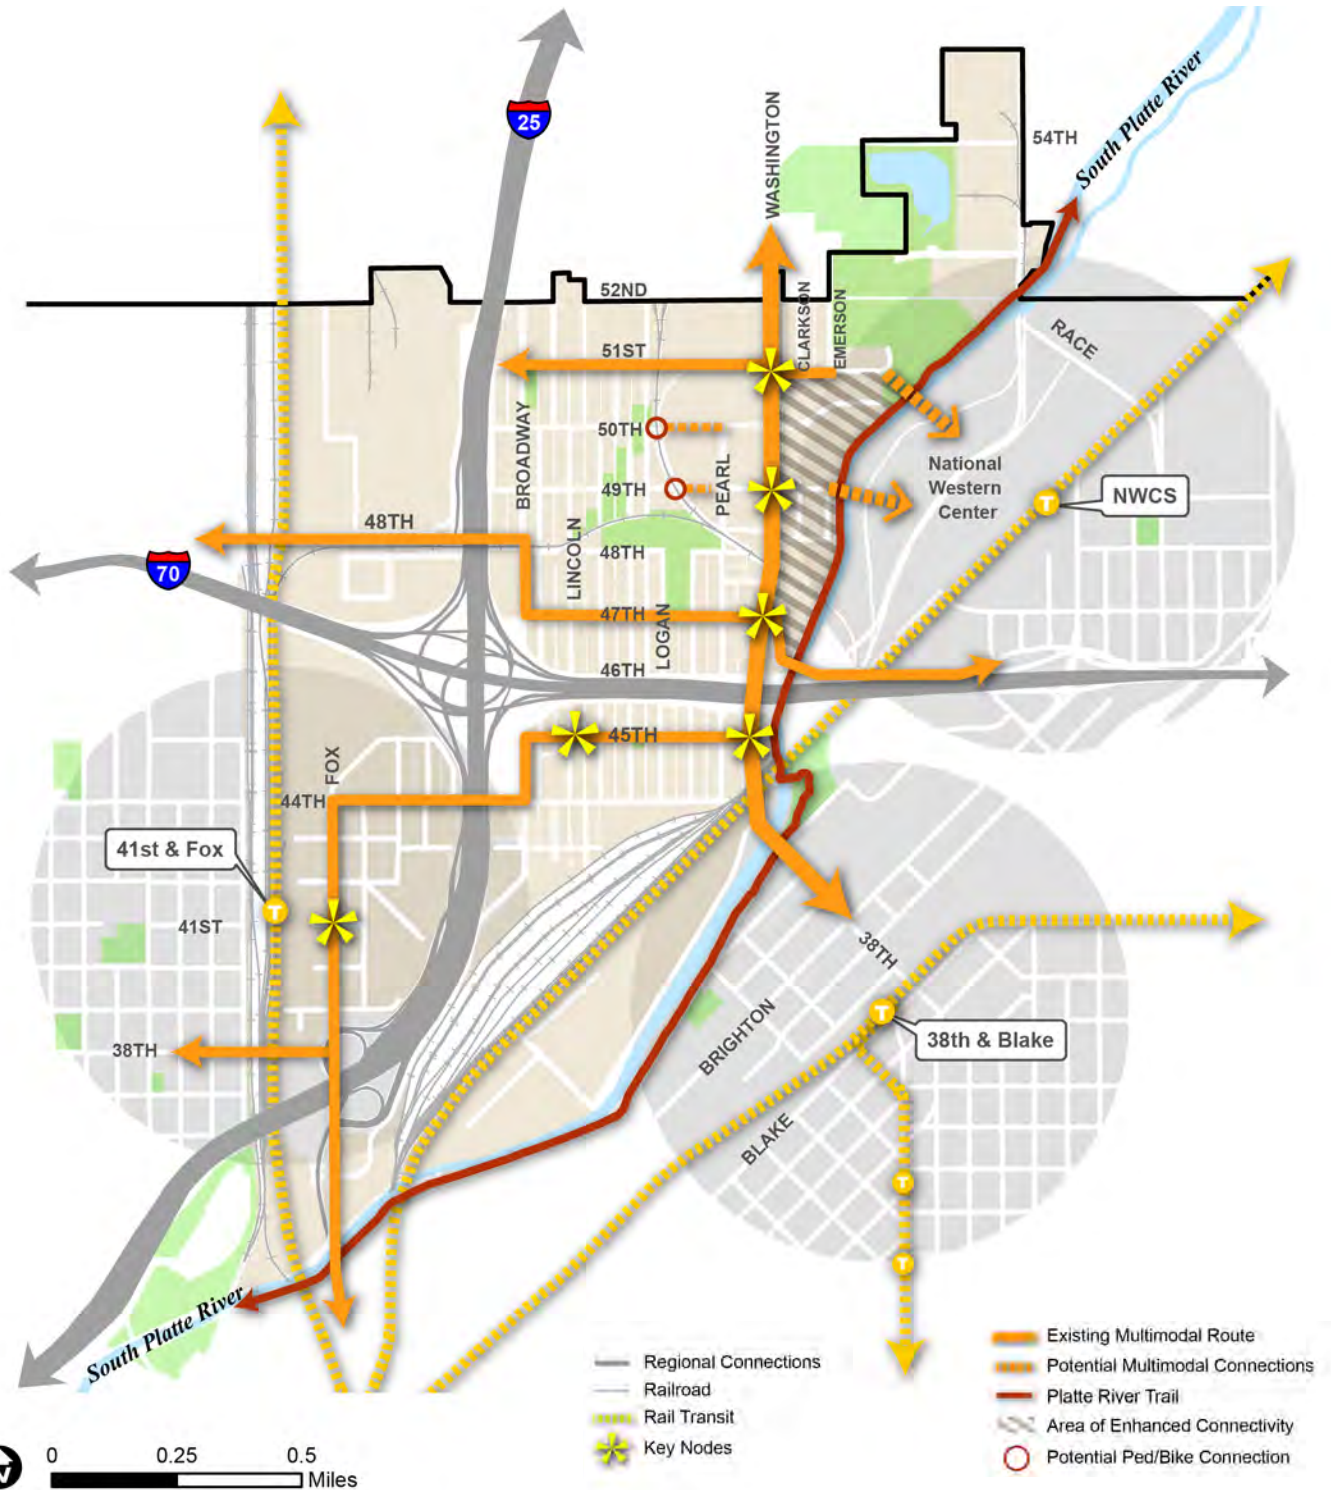 25
WASHINGTON
South Platte River
54TH
52ND
CLARKSON
EMERSON
RACE
51ST
BROADWAY
50TH
PEARL
49TH
National
Western
Center
NWCS
48TH
LINCOLN
48TH
70
47TH
LOGAN
46TH
45TH
FOX
44TH
41st & Fox
T
T
41ST
38TH
38TH
BRIGHTON
T
38th & Blake
BLAKE
T
T
South Platte River
Regional Connections
Railroad
Rail Transit
Key Nodes
Existing Multimodal Route
Potential Multimodal Connections
Platte River Trail
Area of Enhanced Connectivity
Potential Ped/Bike Connection
N
0 0.25 0.5
Miles